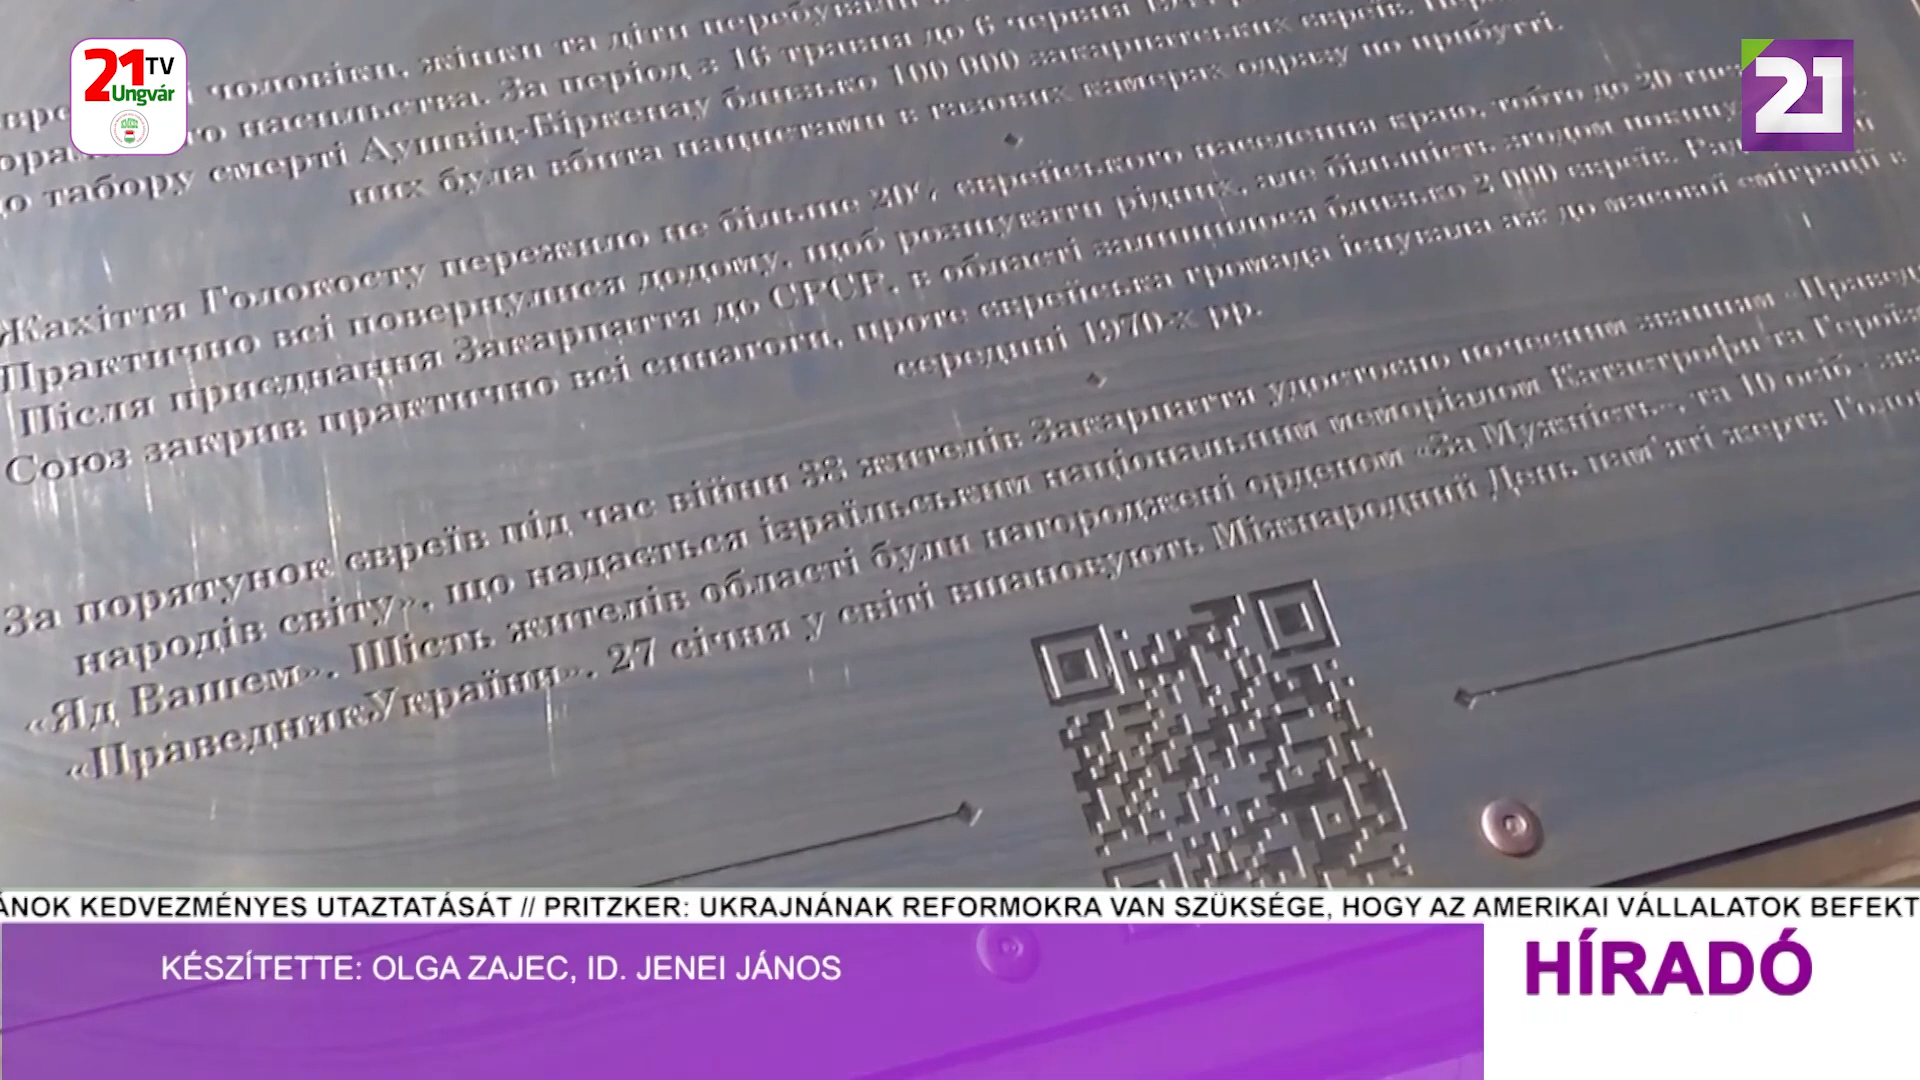 21 TV
Ungvár
21
чоловіки, жінки та діти перебували
насильства. За період з 16 травня до 6 червня
до табору смерті Аушвіц-Біркенау близько 100 000 закарпатських євреїв.
них була вбита нацистами в газових камерах одразу по прибутті.
Жахіття Голокосту пережило не більше 20% єврейського населення краю, тобто до 20
Практично всі повернулися додому, щоб розшукати рідних, але більшість згодом
Після приєднання Закарпаття до СРСР, в області залишилося близько 2 000 євреїв.
Союз закрив практично всі синагоги, проте єврейська громада існувала аж до масової еміграції в
середині 1970-х рр.
За порятунок євреїв під час війни 38 жителів Закарпаття удостоєно почесним званням
народів світу», що надається ізраїльським національним меморіалом Катастрофи та
«Яд Вашем». Шість жителів області були нагороджені орденом «За Мужність», та 10 осіб -
«ПраведникУкраїни». 27 січня у світі вшановують Міжнародний День пам'яті жертв
ÁNOK KEDVEZMÉNYES UTAZTATÁSÁT // PRITZKER: UKRAJNÁNAK REFORMOKRA VAN SZÜKSÉGE, HOGY AZ AMERIKAI VÁLLALATOK BEFEKT
KÉSZÍTETTE: OLGA ZAJEC, ID. JENEI JÁNOS
HÍRADÓ